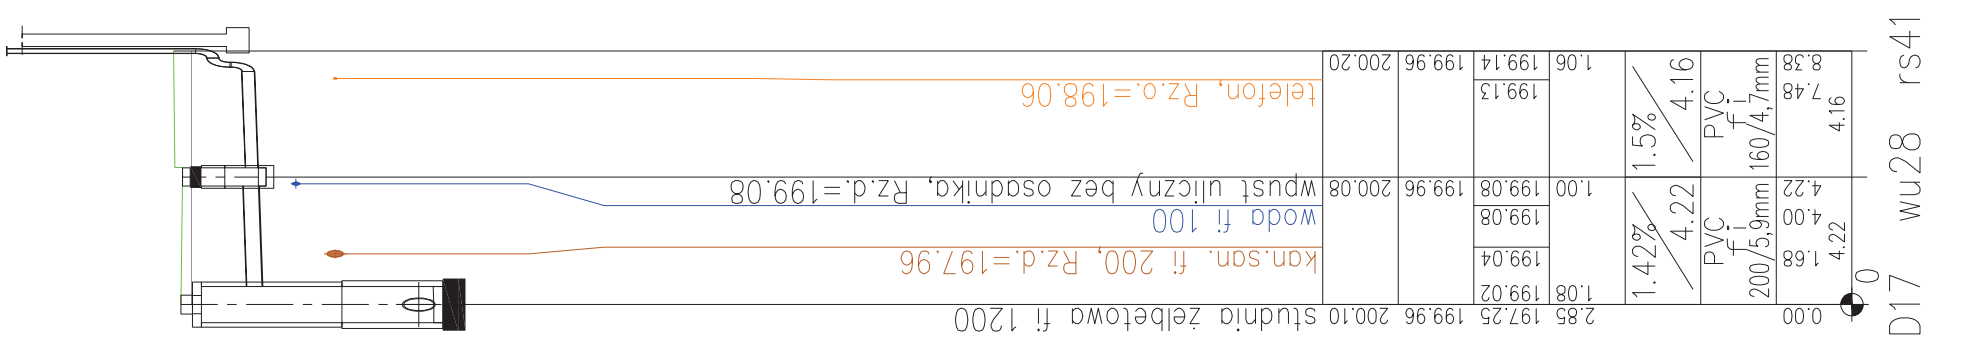 200.20 199.96 199.14 1.06 8.38
telefon, Rz.o.=198.06
199.13 7.48
1.5% 4.16
PVC
fi
160/4,7mm
4.16
wpust uliczny bez osadnika, Rz.d.=199.08 200.08 199.96 199.08 1.00 4.22
woda fi 100
199.08 4.00
kan.san. fi 200, Rz.d.=197.96
199.04 1.68
1.42% 4.22
PVC
fi
200/5,9mm
4.22
199.02 1.08
studnia żelbetowa fi 1200 200.10 199.96 197.25 2.85 0.00
0
D17 wu28 rs41